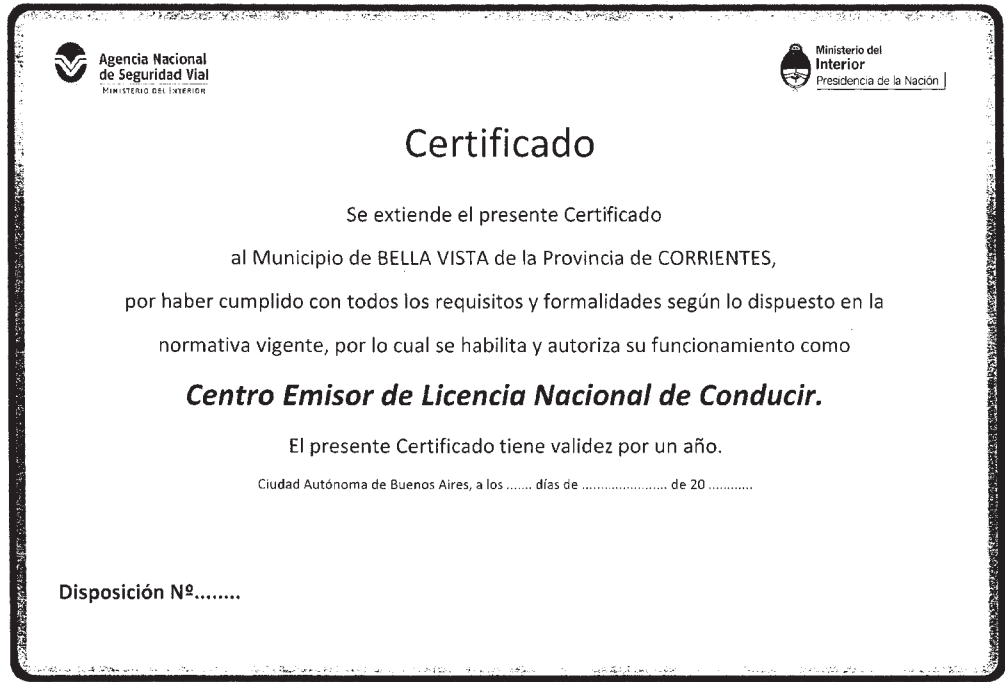 Agencia Nacional
de Seguridad Vial
MINISTERIO DEL INTERIOR
Ministerio del
Interior
Presidencia de la Nación
Certificado
Se extiende el presente Certificado
al Municipio de BELLA VISTA de la Provincia de CORRIENTES,
por haber cumplido con todos los requisitos y formalidades según lo dispuesto en la
normativa vigente, por lo cual se habilita y autoriza su funcionamiento como
Centro Emisor de Licencia Nacional de Conducir.
El presente Certificado tiene validez por un año.
Ciudad Autónoma de Buenos Aires, a los ....... días de ....................... de 20 ............
Disposición Nº........